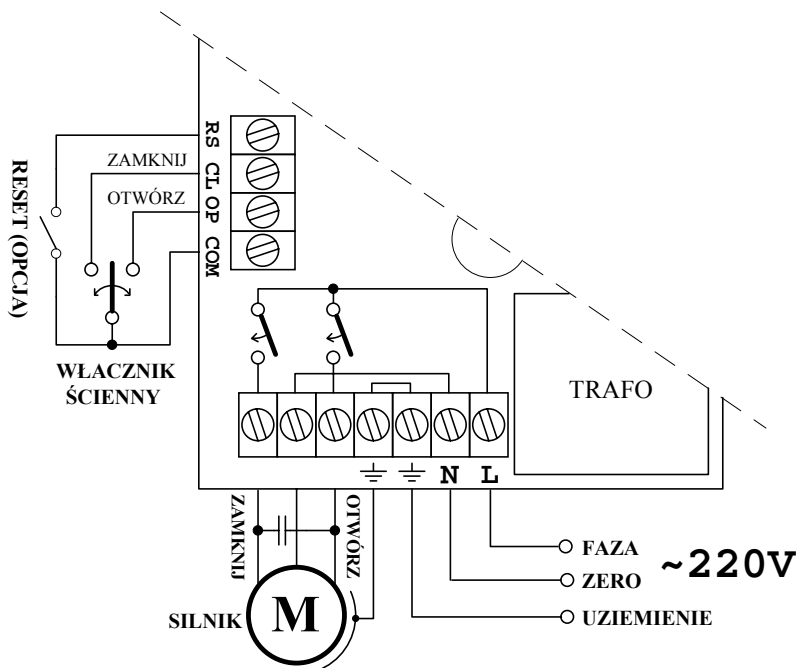 RS
CL
OP
COM
ZAMKNIJ
OTWÓRZ
RESET (OPCJA)
WŁACZNIK
ŚCIENNY
TRAFO
N L
ZAMKNIJ
OTWÓRZ
SILNIK
M
FAZA
ZERO
UZIEMIENIE
~220V